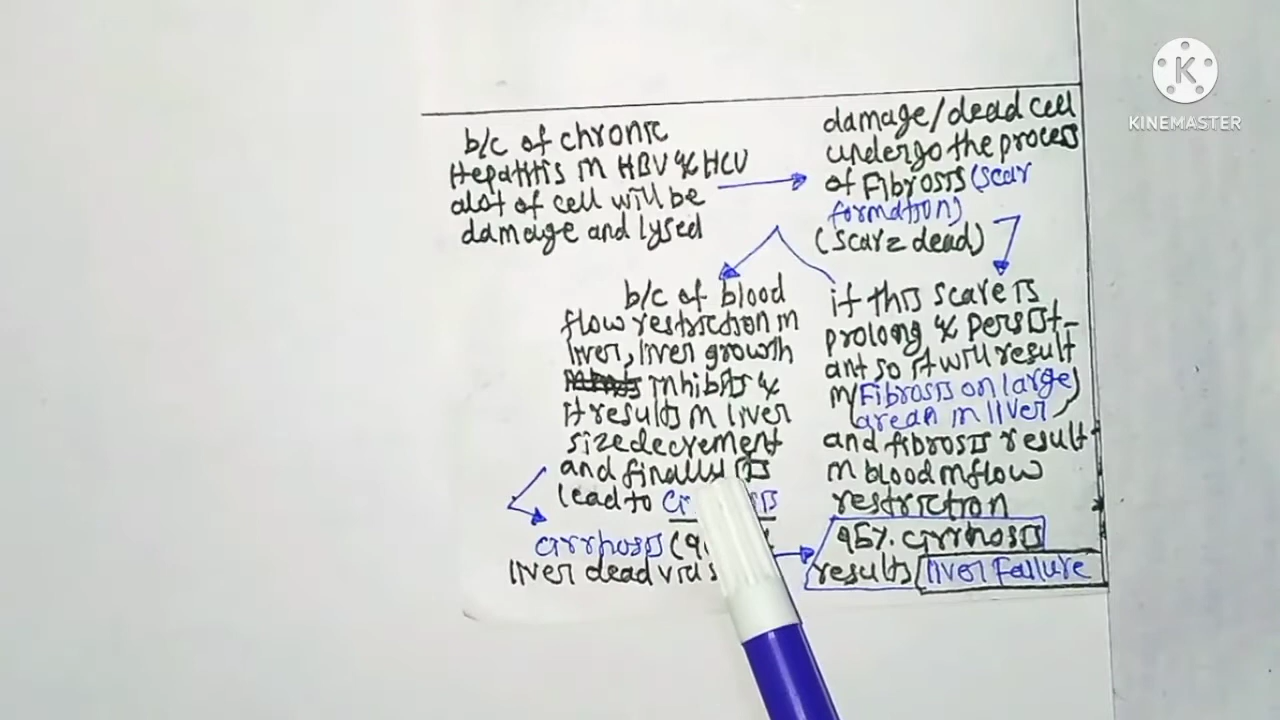 b/c of chronic
Hepatitis in HBV & HCV
alot of cell will be
damage and lysed
damage/dead cell
undergo the process
of Fibrosis (scar
formation)
(scar = dead)
if this scare is
prolong & persist-
ant so it will result
in (Fibrosis on large
area in liver)
and fibrosis result
in blood inflow
restriction
b/c of blood
flow restriction in
liver, liver growth
inhibits &
it results in liver
size decrement
and finally
lead to
cirrhosis
liver dead
95%. cirrhosis
results liver Failure
KINEMASTER